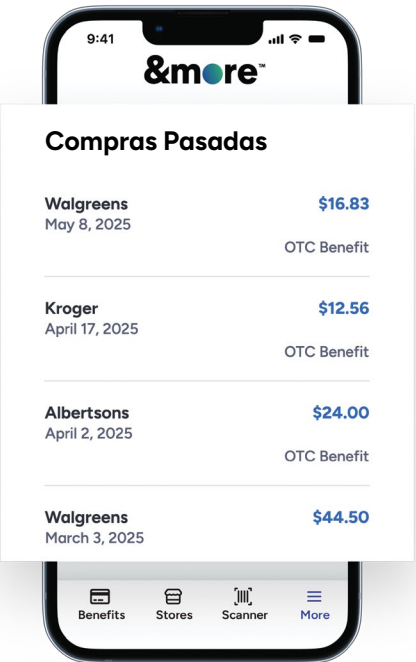 9:41
&more™
Compras Pasadas
Walgreens $16.83
May 8, 2025
OTC Benefit
Kroger $12.56
April 17, 2025
OTC Benefit
Albertsons $24.00
April 2, 2025
OTC Benefit
Walgreens $44.50
March 3, 2025
Benefits Stores Scanner More